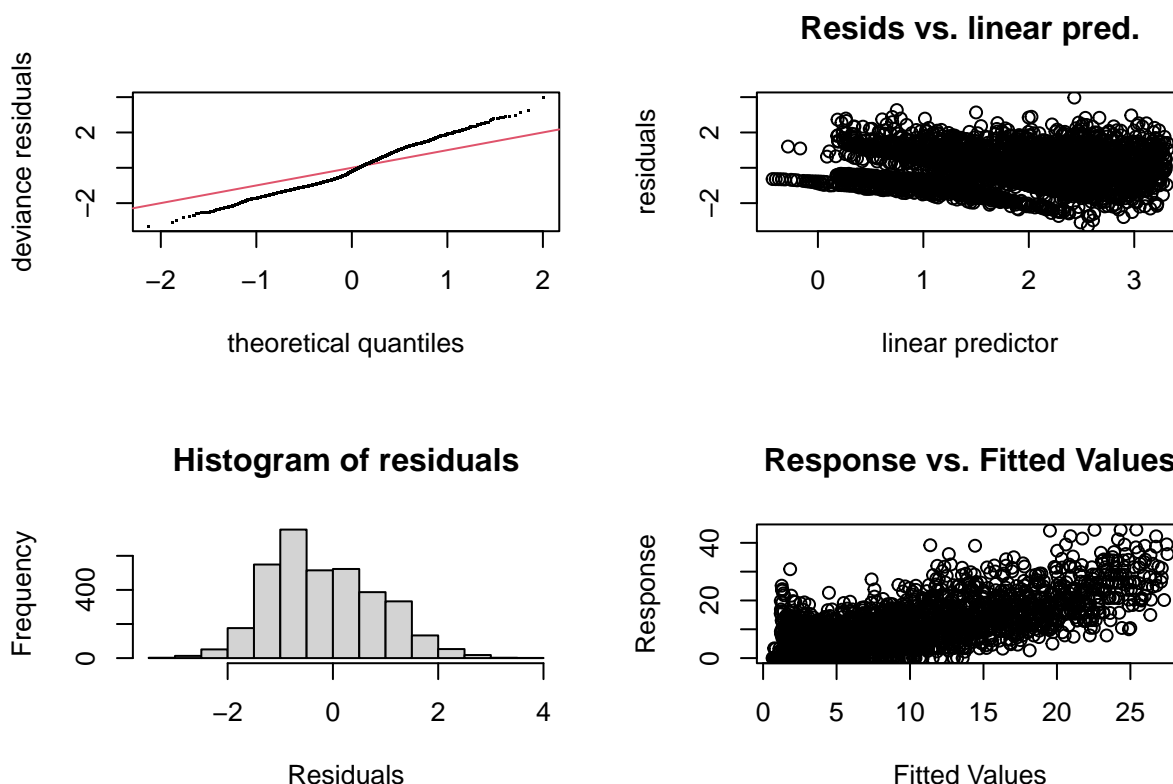 deviance residuals
2
−2
−2
−1
0
1
2
theoretical quantiles
Resids vs. linear pred.
residuals
2
−2
0
1
2
3
linear predictor
Histogram of residuals
Frequency
400
0
−2
0
2
4
Residuals
Response vs. Fitted Values
Response
40
20
0
0
5
10
15
20
25
Fitted Values